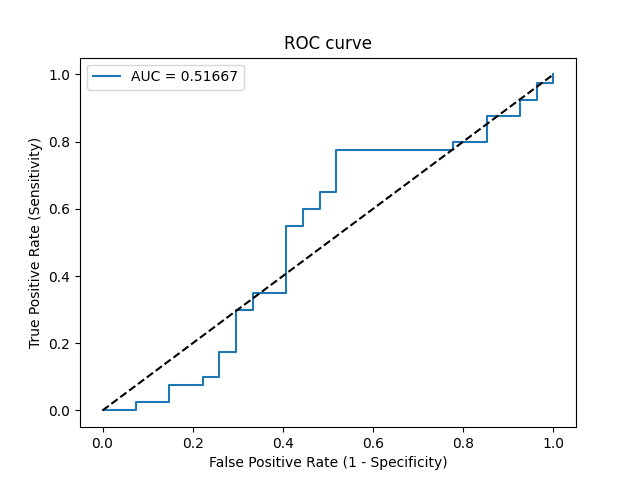 ROC curve
AUC = 0.51667
1.0
0.8
0.6
0.4
0.2
0.0
True Positive Rate (Sensitivity)
0.0 0.2 0.4 0.6 0.8 1.0
False Positive Rate (1 - Specificity)